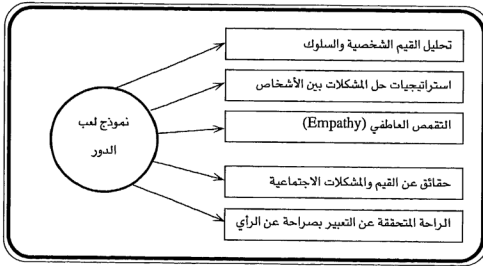 تحليل القيم الشخصية والسلوك
استراتيجيات حل المشكلات بين الأشخاص
نموذج لعب
الدور
التقمص العاطفي (Empathy)
حقائق عن القيم والمشكلات الاجتماعية
الراحة المتحققة عن التعبير بصراحة عن الرأي